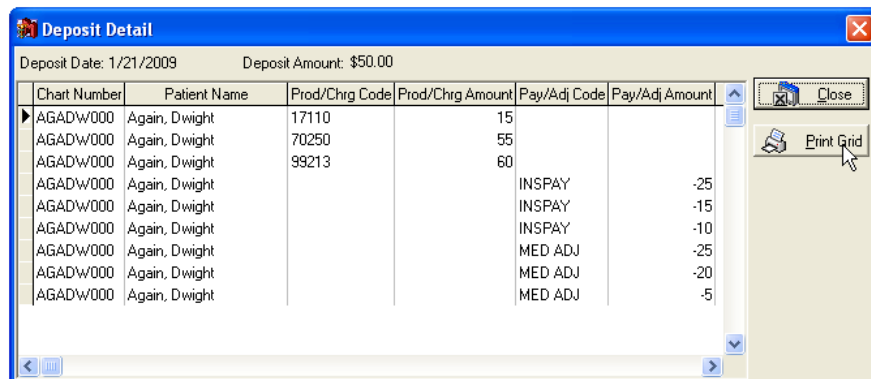 Deposit Detail
Deposit Date: 1/21/2009 Deposit Amount: $50.00
Chart Number Patient Name Prod/Chrg Code Prod/Chrg Amount Pay/Adj Code Pay/Adj Amount
AGADW000 Again, Dwight 17110 15
AGADW000 Again, Dwight 70250 55
AGADW000 Again, Dwight 99213 60
AGADW000 Again, Dwight INSPAY -25
AGADW000 Again, Dwight INSPAY -15
AGADW000 Again, Dwight INSPAY -10
AGADW000 Again, Dwight MED ADJ -25
AGADW000 Again, Dwight MED ADJ -20
AGADW000 Again, Dwight MED ADJ -5
Close
Print Grid